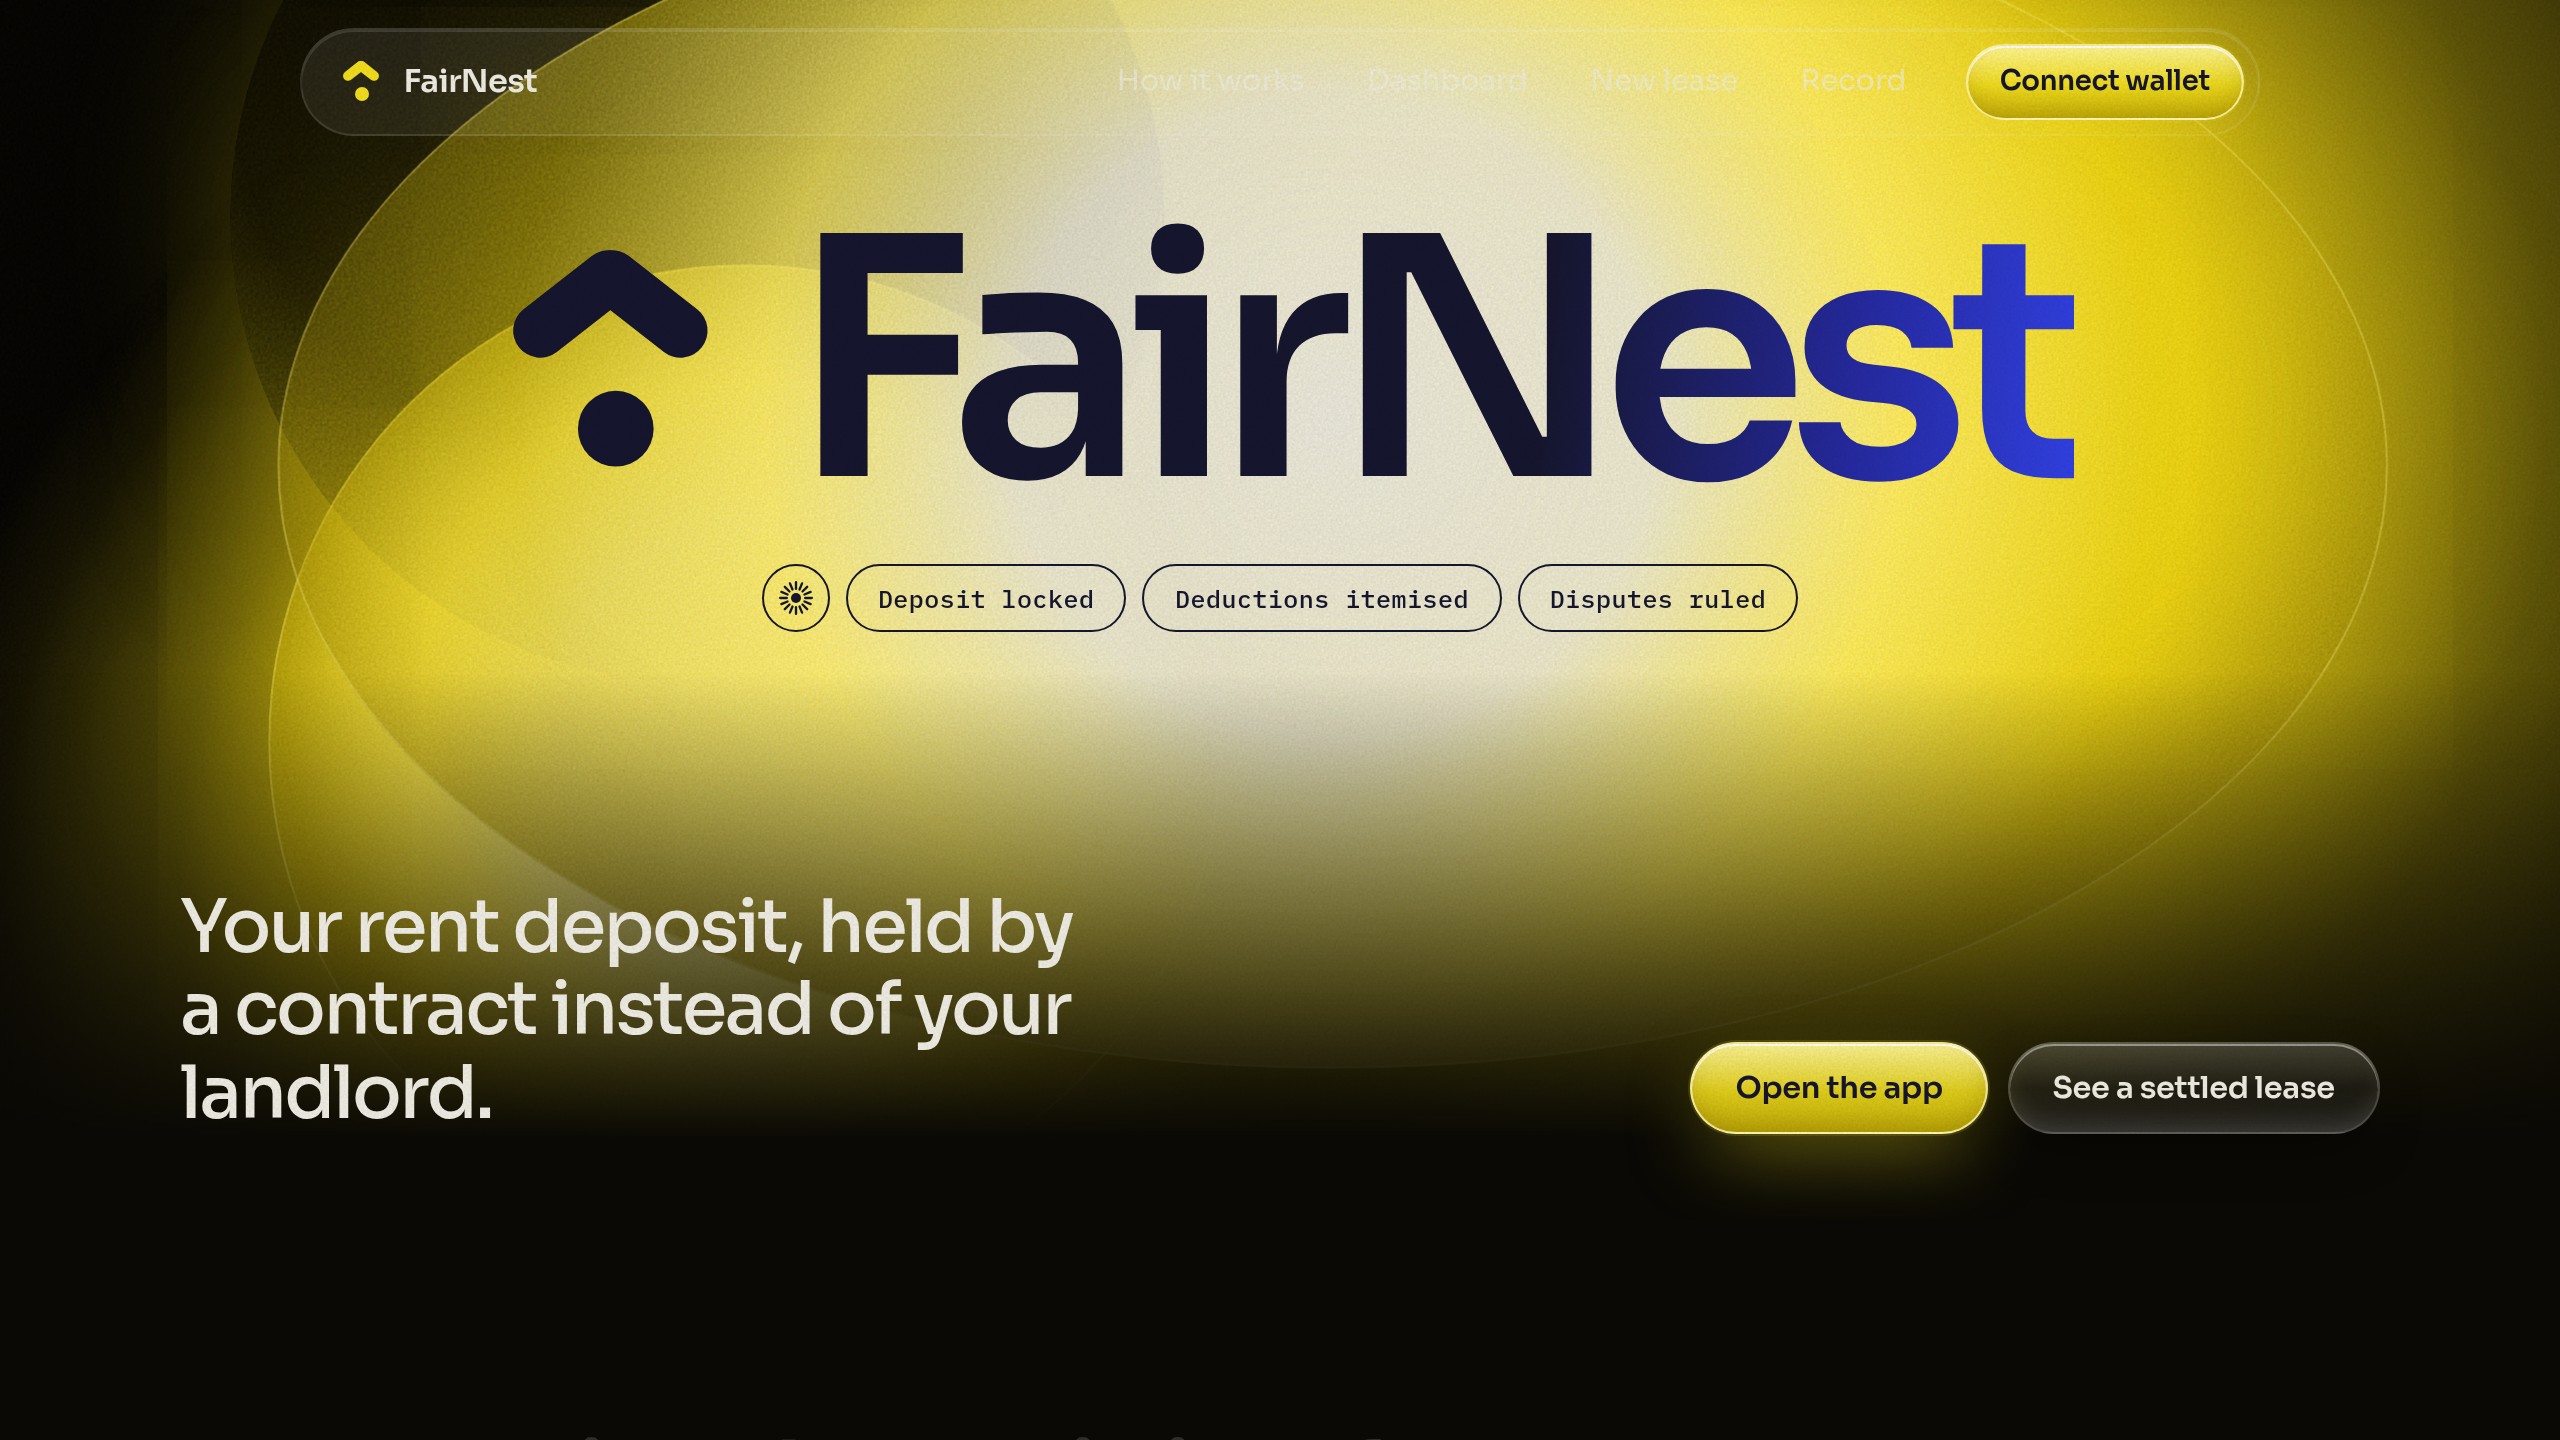 FairNest
How it works
Dashboard
New lease
Record
Connect wallet
FairNest
Deposit locked
Deductions itemised
Disputes ruled
Your rent deposit, held by
a contract instead of your
landlord.
Open the app
See a settled lease